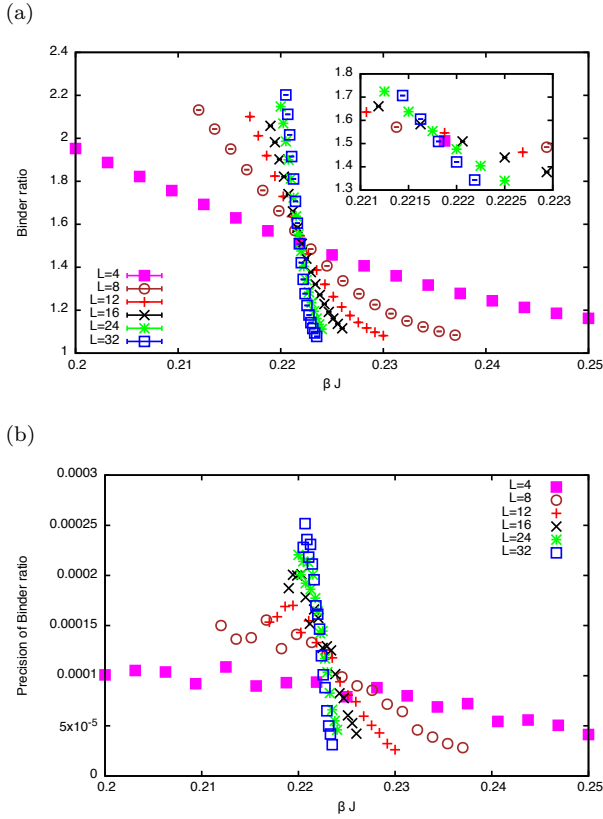 (a)
2.4
2.2
2
1.8
1.6
1.4
1.2
1
Binder ratio
0.2 0.21 0.22 0.23 0.24 0.25
β J
L=4
L=8
L=12
L=16
L=24
L=32
1.8
1.7
1.6
1.5
1.4
1.3
0.221 0.2215 0.222 0.2225 0.223
(b)
0.0003
0.00025
0.0002
0.00015
0.0001
5x10⁻⁵
0
Precision of Binder ratio
0.2 0.21 0.22 0.23 0.24 0.25
β J
L=4
L=8
L=12
L=16
L=24
L=32